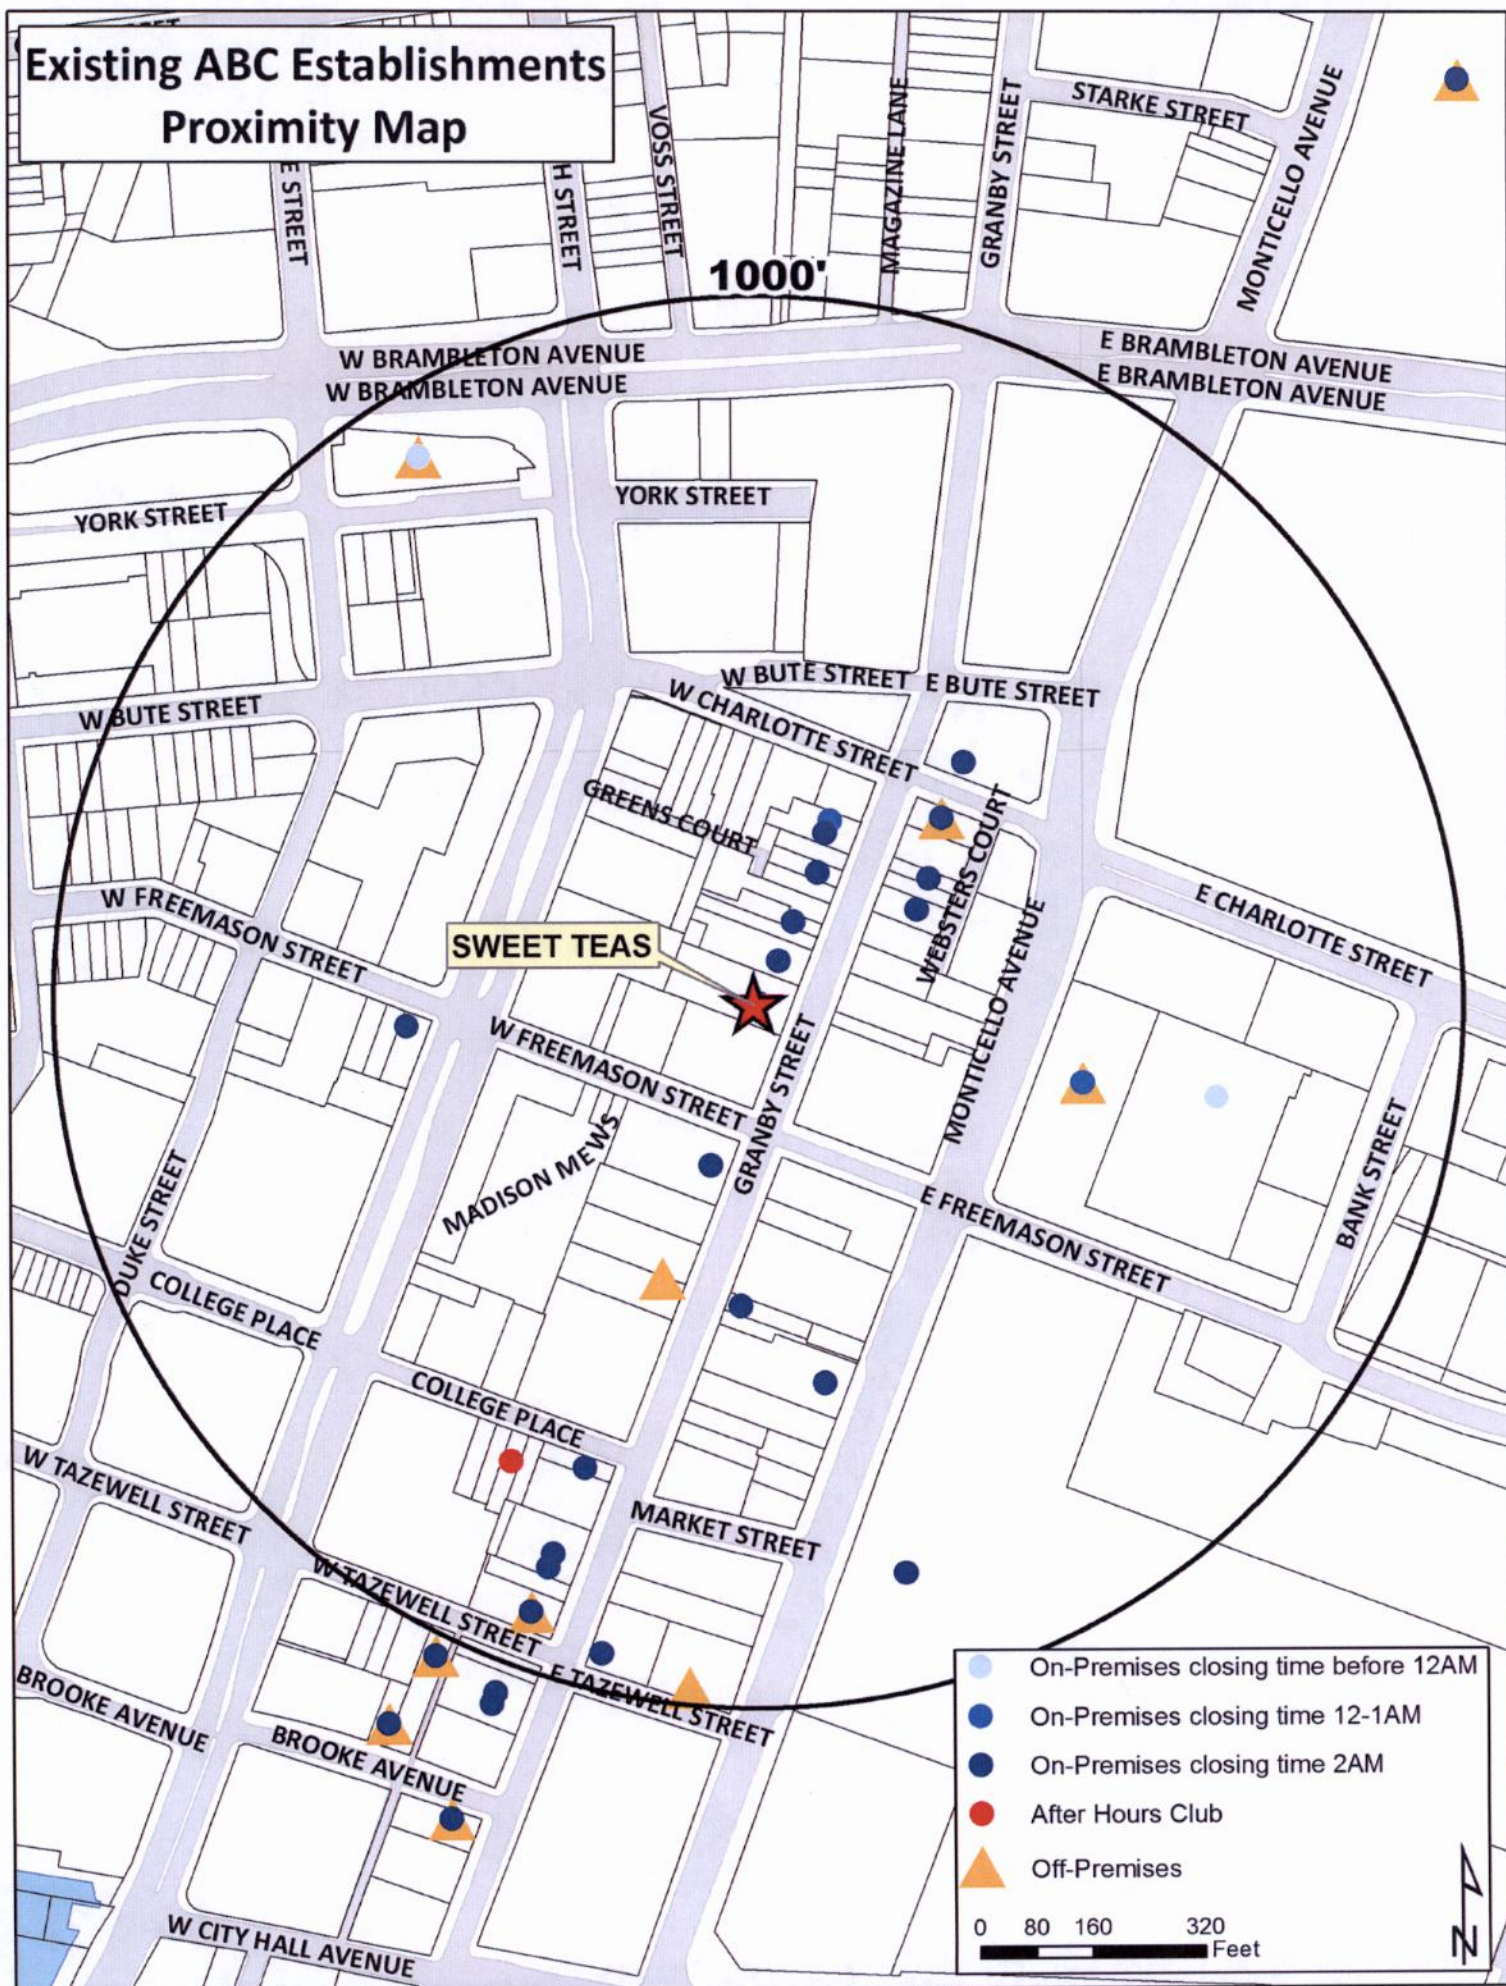 Existing ABC Establishments
Proximity Map
E STREET
H STREET
VOSS STREET
MAGAZINE LANE
GRANBY STREET
STARKE STREET
MONTICELLO AVENUE
1000'
W BRAMBLETON AVENUE
W BRAMBLETON AVENUE
E BRAMBLETON AVENUE
E BRAMBLETON AVENUE
YORK STREET
YORK STREET
W BUTE STREET
W BUTE STREET
E BUTE STREET
W CHARLOTTE STREET
GREENS COURT
WEBSTERS COURT
W FREEMASON STREET
E CHARLOTTE STREET
SWEET TEAS
MONTICELLO AVENUE
W FREEMASON STREET
GRANBY STREET
MADISON MEWS
DUKE STREET
BANK STREET
E FREEMASON STREET
COLLEGE PLACE
COLLEGE PLACE
W TAZEWELL STREET
MARKET STREET
W TAZEWELL STREET
E TAZEWELL STREET
BROOKE AVENUE
BROOKE AVENUE
W CITY HALL AVENUE
On-Premises closing time before 12AM
On-Premises closing time 12-1AM
On-Premises closing time 2AM
After Hours Club
Off-Premises
0 80 160 320
Feet
N